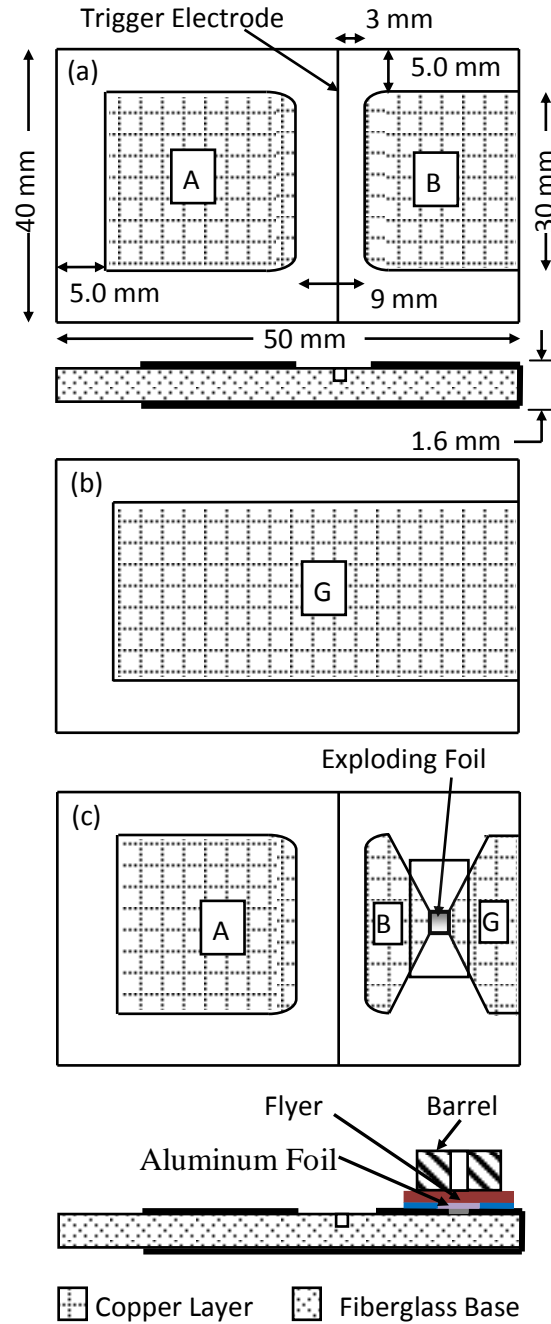 Trigger Electrode
3 mm
(a)
5.0 mm
A
B
40 mm
30 mm
5.0 mm
9 mm
50 mm
1.6 mm
(b)
G
Exploding Foil
(c)
A
B
G
Flyer
Barrel
Aluminum Foil
Copper Layer
Fiberglass Base